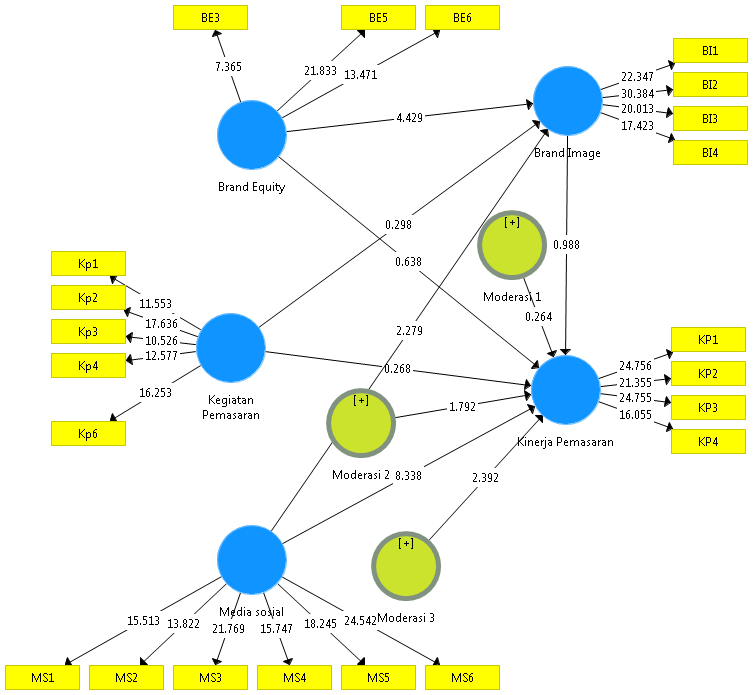 BE3
BE5
BE6
7.365
21.833
13.471
Brand Equity
4.429
BI1
BI2
BI3
BI4
22.347
30.384
20.013
17.423
Brand Image
0.298
0.638
[+]
Moderasi 1
0.988
0.264
2.279
Kp1
Kp2
Kp3
Kp4
Kp6
11.553
17.636
10.526
12.577
16.253
Kegiatan
Pemasaran
0.268
KP1
KP2
KP3
KP4
24.756
21.355
24.755
16.055
Kinerja Pemasaran
[+]
Moderasi 2
1.792
8.338
2.392
[+]
Moderasi 3
Media sosial
15.513
13.822
21.769
15.747
18.245
24.542
MS1
MS2
MS3
MS4
MS5
MS6